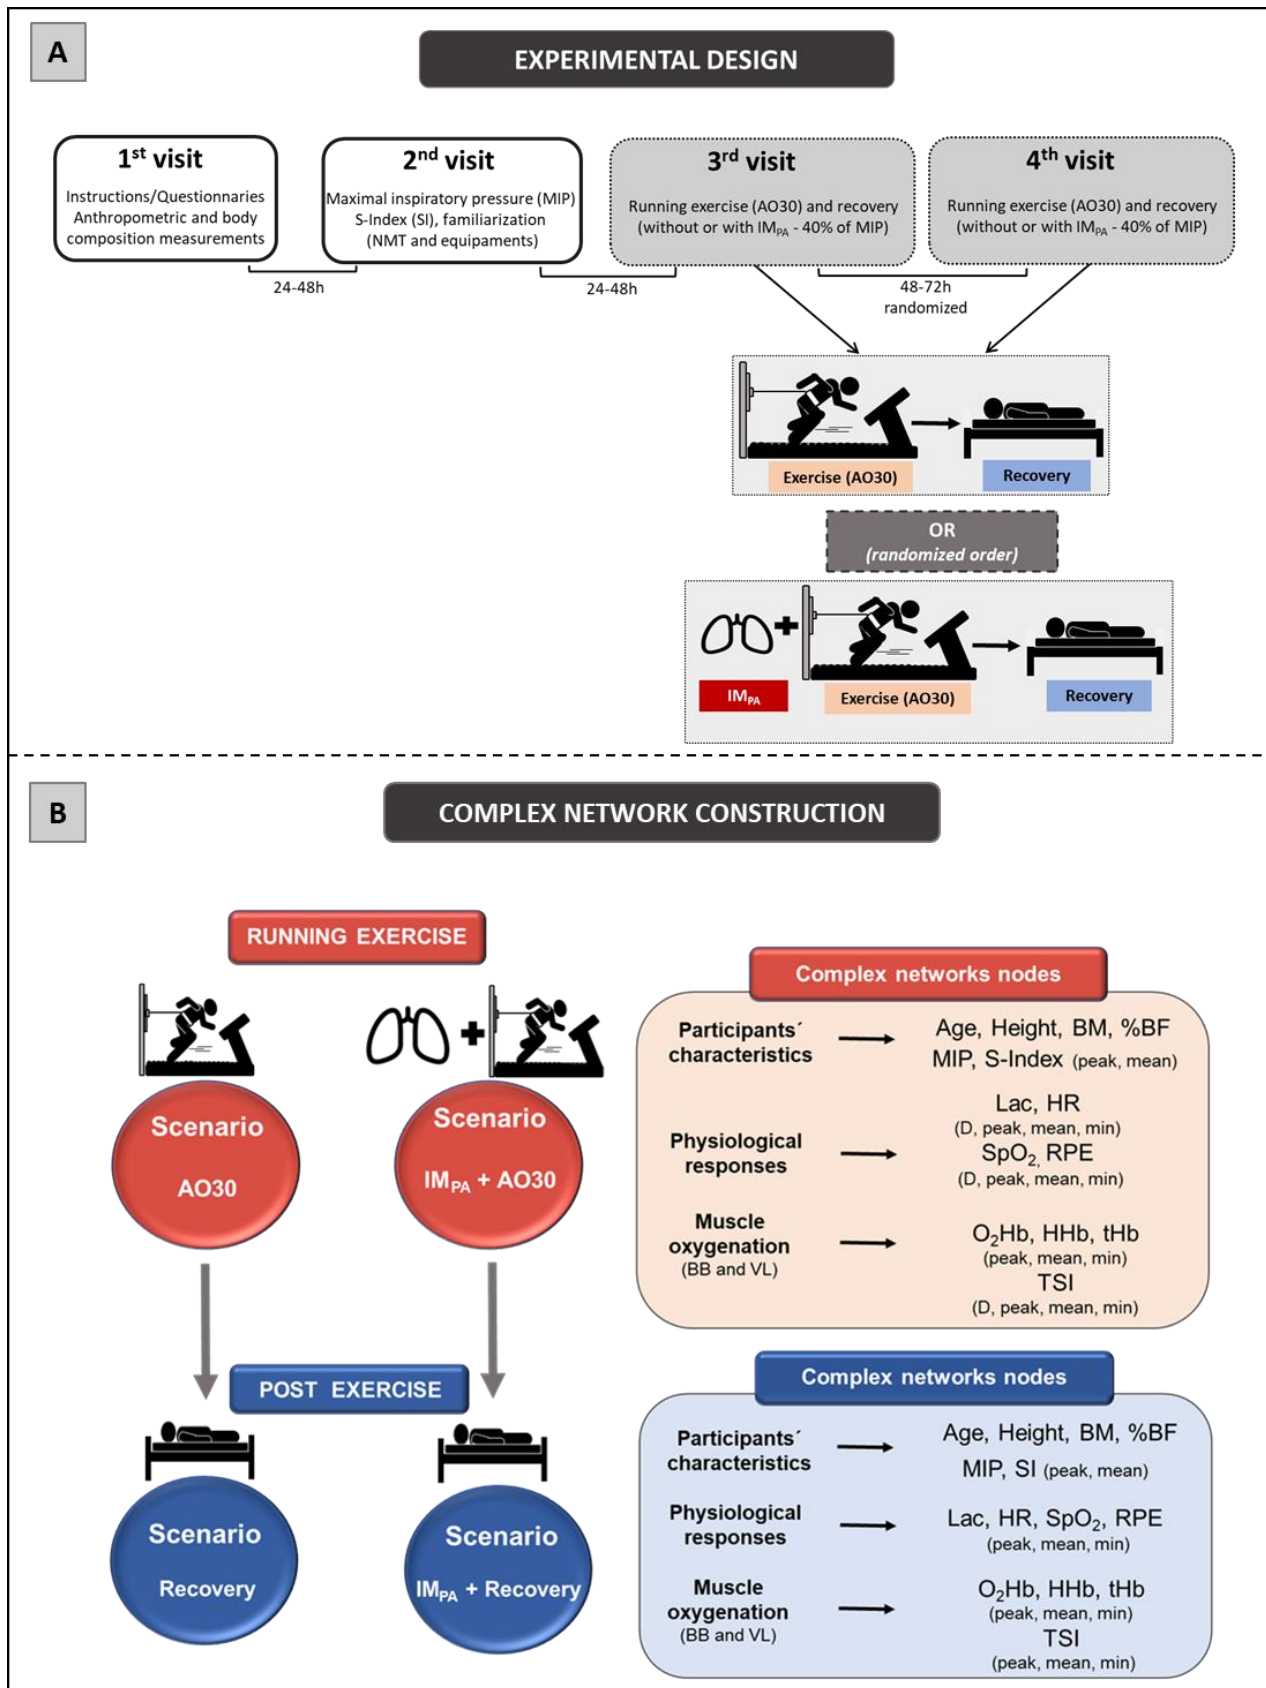 A
EXPERIMENTAL DESIGN
1st visit
Instructions/Questionnaries
Anthropometric and body
composition measurements
2nd visit
Maximal inspiratory pressure (MIP)
S-Index (SI), familiarization
(NMT and equipaments)
3rd visit
Running exercise (AO30) and recovery
(without or with IMPA - 40% of MIP)
4th visit
Running exercise (AO30) and recovery
(without or with IMPA - 40% of MIP)
24-48h
24-48h
48-72h
randomized
Exercise (AO30)
Recovery
OR
(randomized order)
IMPA
Exercise (AO30)
Recovery
B
COMPLEX NETWORK CONSTRUCTION
RUNNING EXERCISE
Scenario
AO30
Scenario
IMPA + AO30
Complex networks nodes
Participants´
characteristics
Age, Height, BM, %BF
MIP, S-Index (peak, mean)
Physiological
responses
Lac, HR
(D, peak, mean, min)
SpO2, RPE
(D, peak, mean, min)
Muscle
oxygenation
(BB and VL)
O2Hb, HHb, tHb
(peak, mean, min)
TSI
(D, peak, mean, min)
POST EXERCISE
Scenario
Recovery
Scenario
IMPA + Recovery
Complex networks nodes
Participants´
characteristics
Age, Height, BM, %BF
MIP, SI (peak, mean)
Physiological
responses
Lac, HR, SpO2, RPE
(peak, mean, min)
Muscle
oxygenation
(BB and VL)
O2Hb, HHb, tHb
(peak, mean, min)
TSI
(peak, mean, min)